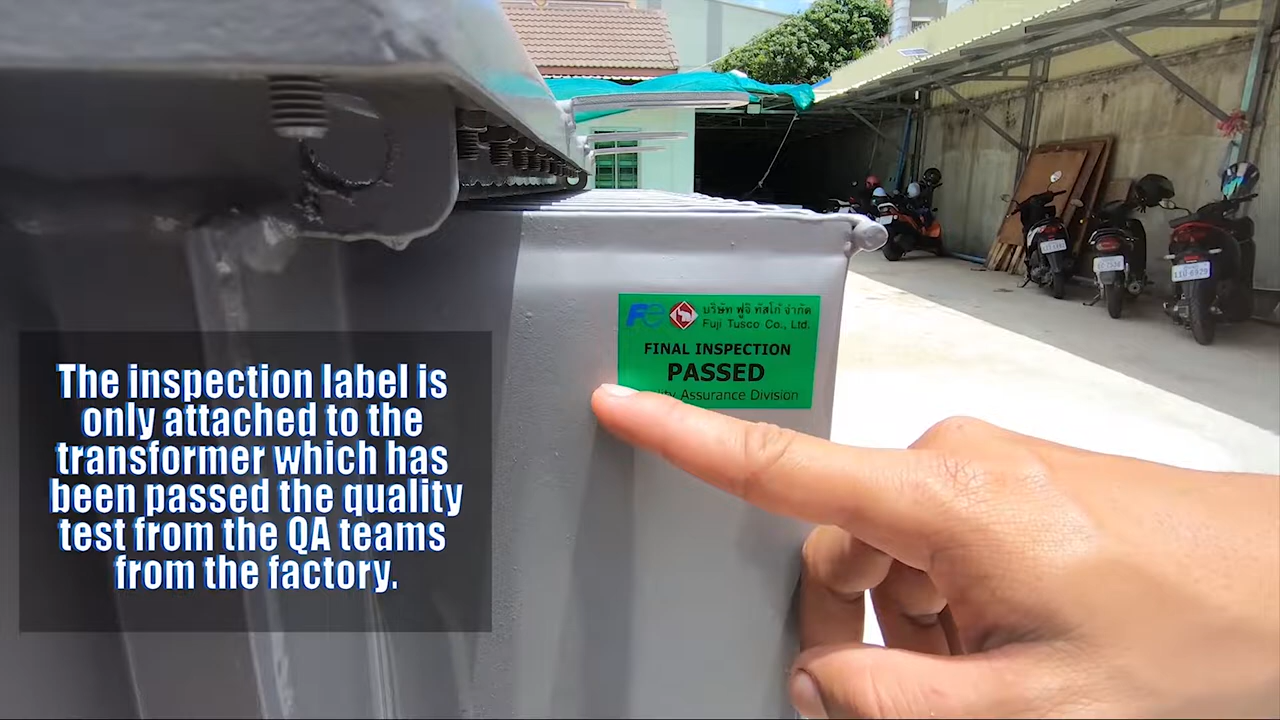 The inspection label is
only attached to the
transformer which has
been passed the quality
test from the QA teams
from the factory.
Fe
บริษัท ฟูจิ ทัสโก้ จำกัด
Fuji Tusco Co., Ltd.
FINAL INSPECTION
PASSED
Assurance Division